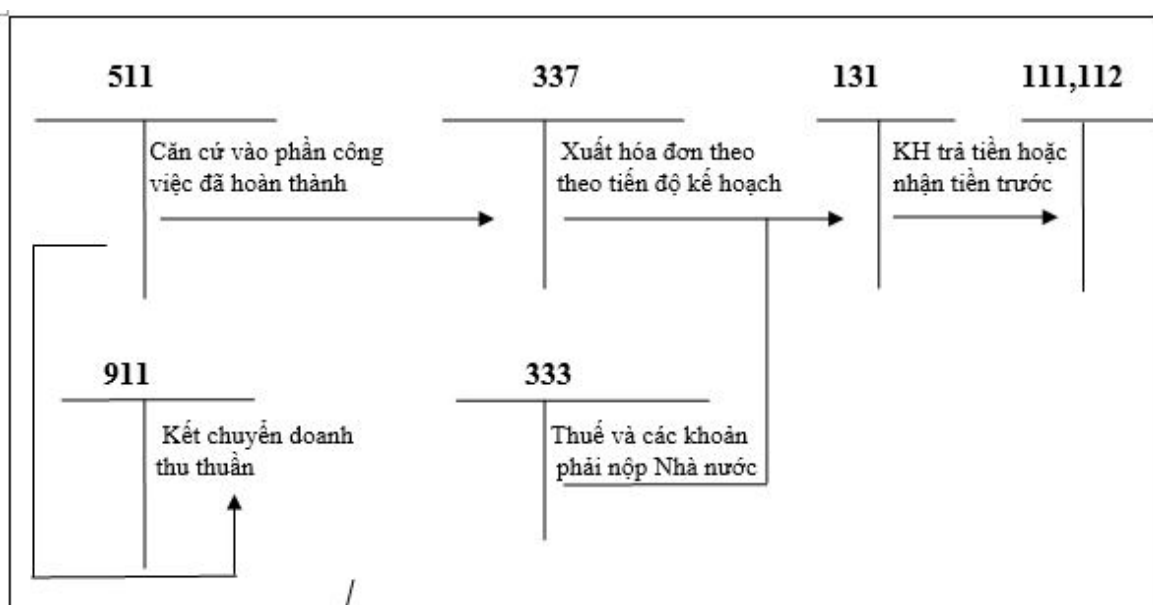 511
337
131
111,112
Căn cứ vào phần công
việc đã hoàn thành
Xuất hóa đơn theo
theo tiến độ kế hoạch
KH trả tiền hoặc
nhận tiền trước
911
333
Kết chuyển doanh
thu thuần
Thuế và các khoản
phải nộp Nhà nước